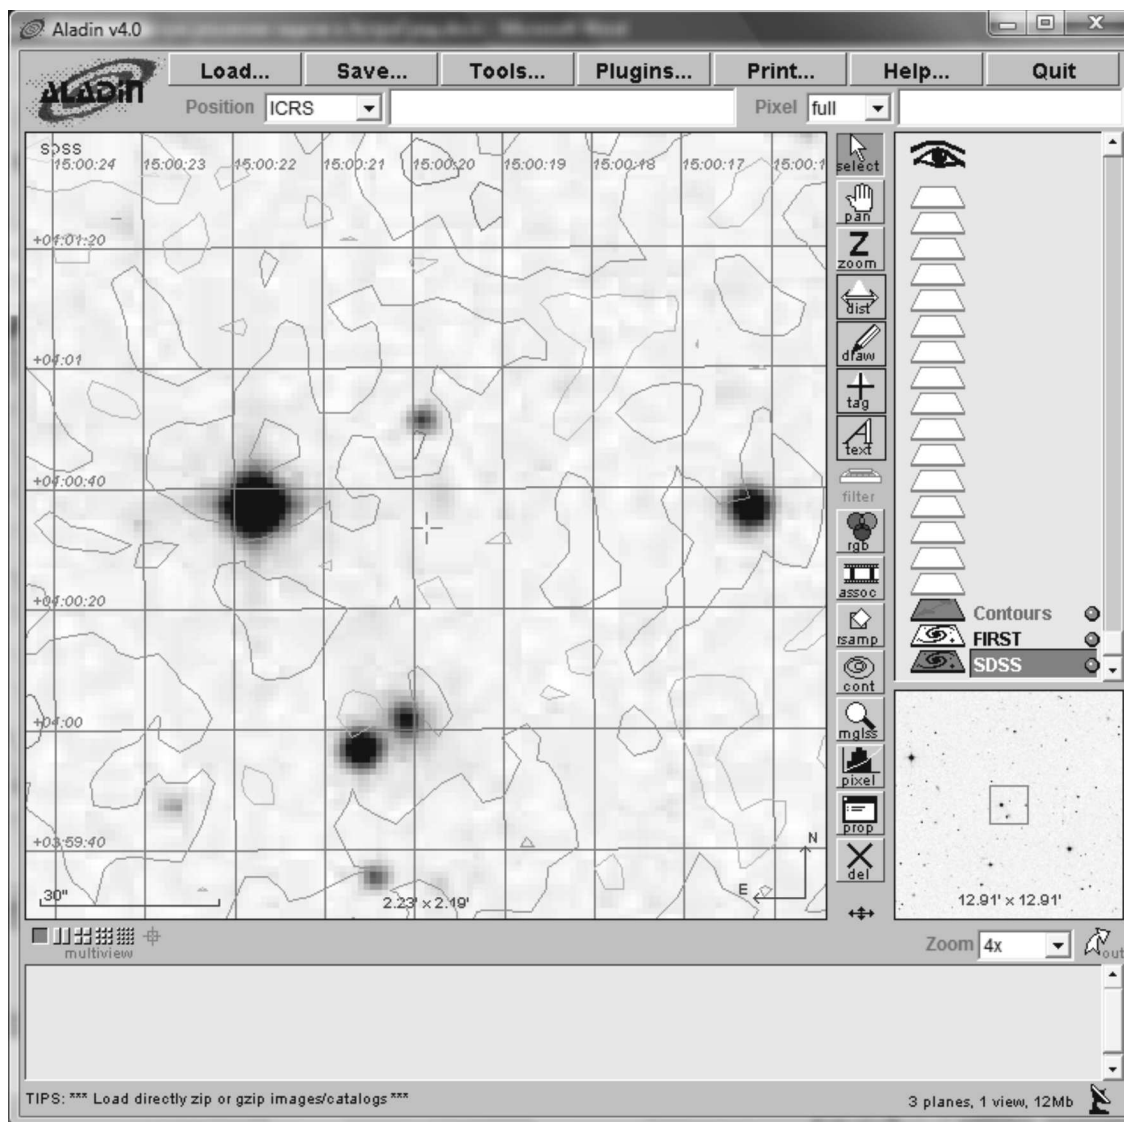 Aladin v4.0
ALADiN
Load... Save... Tools... Plugins... Print... Help... Quit
Position ICRS Pixel full
SDSS
15:00:24 15:00:23 15:00:22 15:00:21 15:00:20 15:00:19 15:00:18 15:00:17 15:00:1
+04:01:20
+04:01
+04:00:40
+04:00:20
+04:00
+03:59:40
30"
2.23' x 2.49'
N
E
select
pan
Z
zoom
dist
draw
tag
A
text
filter
rgb
assoc
rsamp
cont
mglss
pixel
prop
del
Contours
FIRST
SDSS
12.91' x 12.91'
multiview
Zoom 4x
out
TIPS: *** Load directly zip or gzip images/catalogs ***
3 planes, 1 view, 12Mb